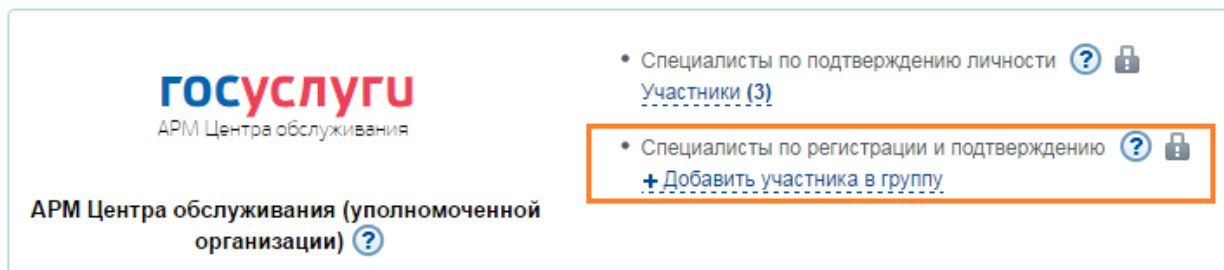 госуслуги
АРМ Центра обслуживания
АРМ Центра обслуживания (уполномоченной
организации) ?
• Специалисты по подтверждению личности ?
Участники (3)
• Специалисты по регистрации и подтверждению ?
+ Добавить участника в группу